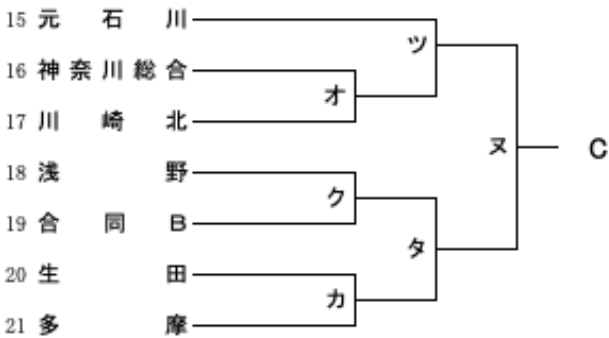 15 元石川
ツ
16 神奈川総合
オ
17 川崎北
ヌ C
18 浅野
ク
19 合同B
タ
20 生田
カ
21 多摩